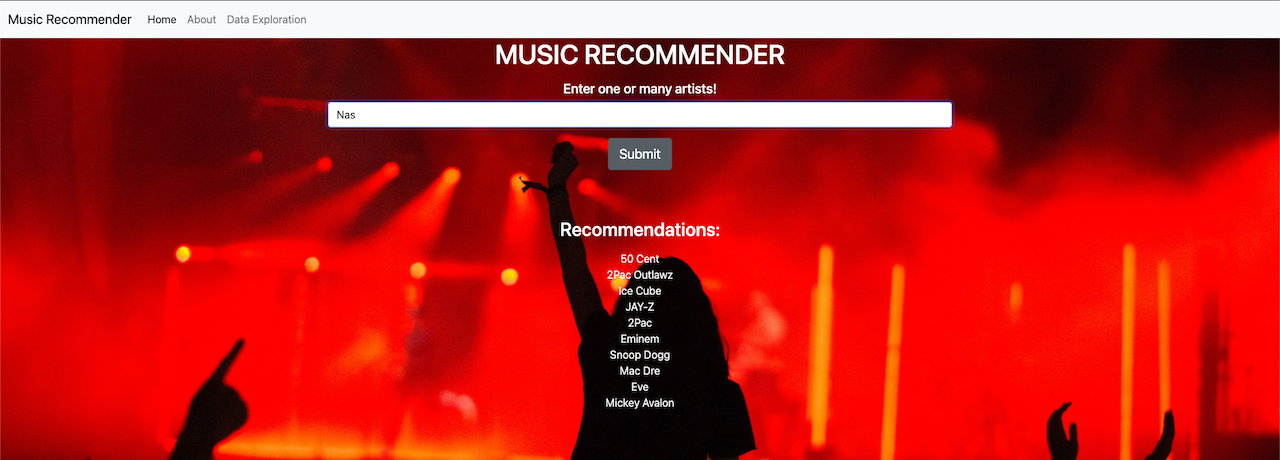 Music Recommender Home About Data Exploration
MUSIC RECOMMENDER
Enter one or many artists!
Nas
Submit
Recommendations:
50 Cent
2Pac Outlawz
Ice Cube
JAY-Z
2Pac
Eminem
Snoop Dogg
Mac Dre
Eve
Mickey Avalon